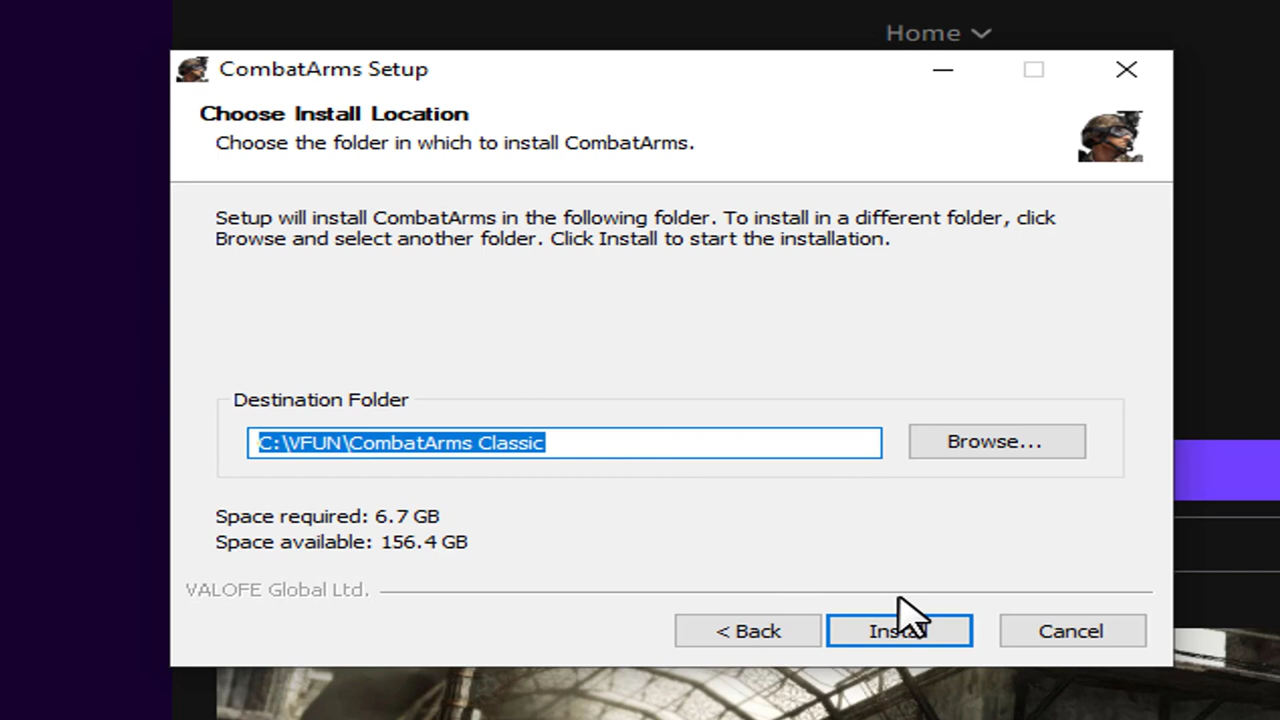 Home
CombatArms Setup
Choose Install Location
Choose the folder in which to install CombatArms.
Setup will install CombatArms in the following folder. To install in a different folder, click
Browse and select another folder. Click Install to start the installation.
Destination Folder
C:\VFUN\CombatArms Classic
Browse...
Space required: 6.7 GB
Space available: 156.4 GB
VALOFE Global Ltd.
< Back
Install
Cancel